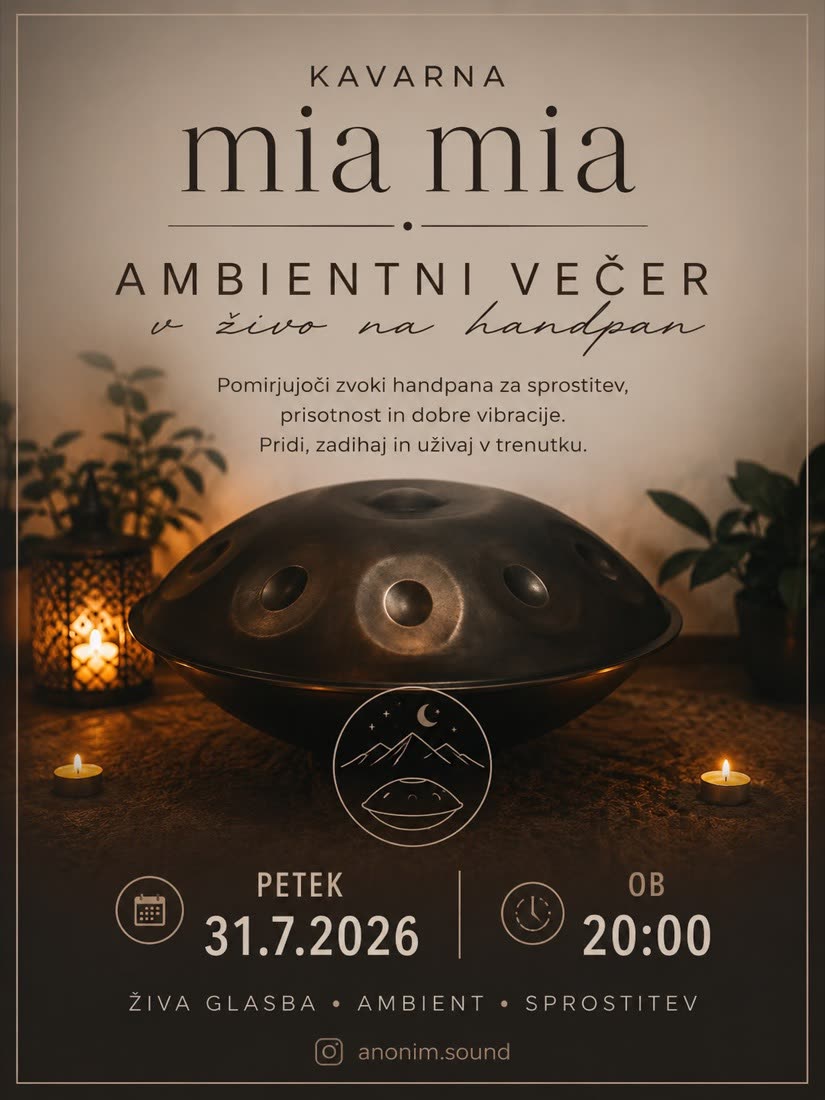 KAVARNA
mia mia
AMBIENTNI VEČER
v živo na handpan
Pomirjujoči zvoki handpana za sprostitev,
prisotnost in dobre vibracije.
Pridi, zadihaj in uživaj v trenutku.
PETEK
31.7.2026
OB
20:00
ŽIVA GLASBA • AMBIENT • SPROSTITEV
anonim.sound